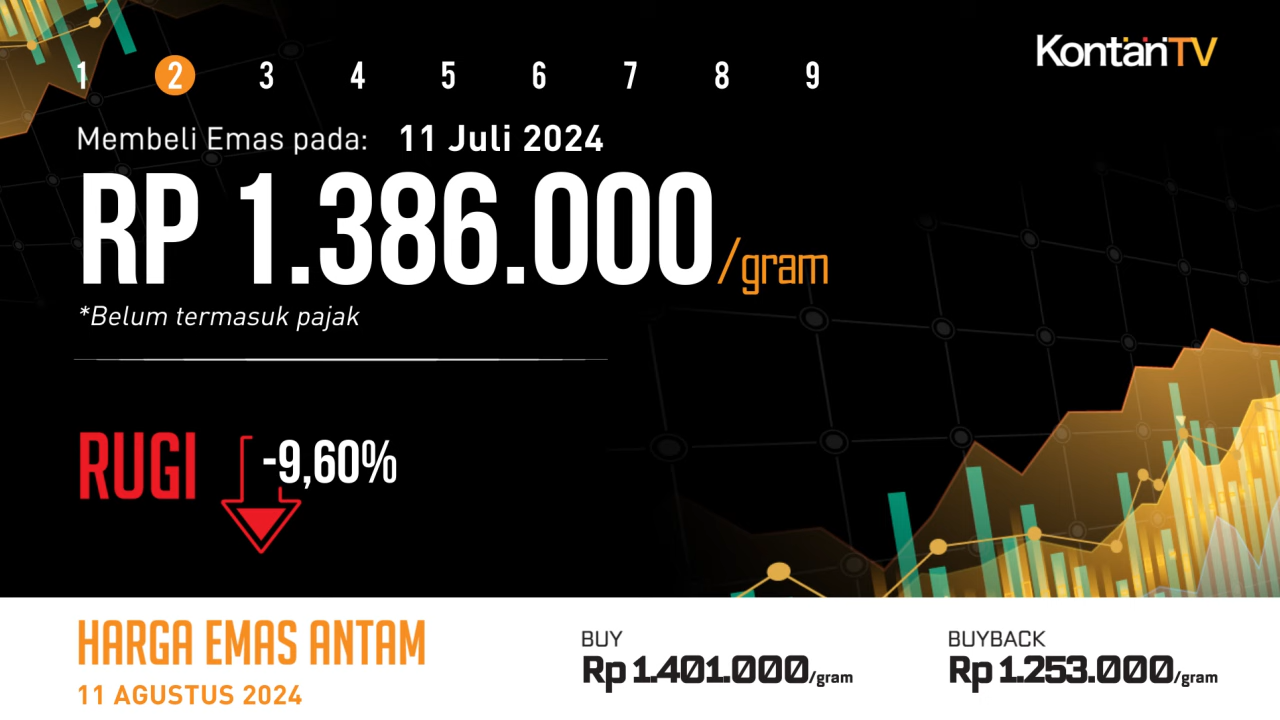 KontanTV
1 2 3 4 5 6 7 8 9
Membeli Emas pada: 11 Juli 2024
RP 1.386.000/gram
*Belum termasuk pajak
RUGI -9,60%
HARGA EMAS ANTAM
11 AGUSTUS 2024
BUY
Rp 1.401.000/gram
BUYBACK
Rp 1.253.000/gram